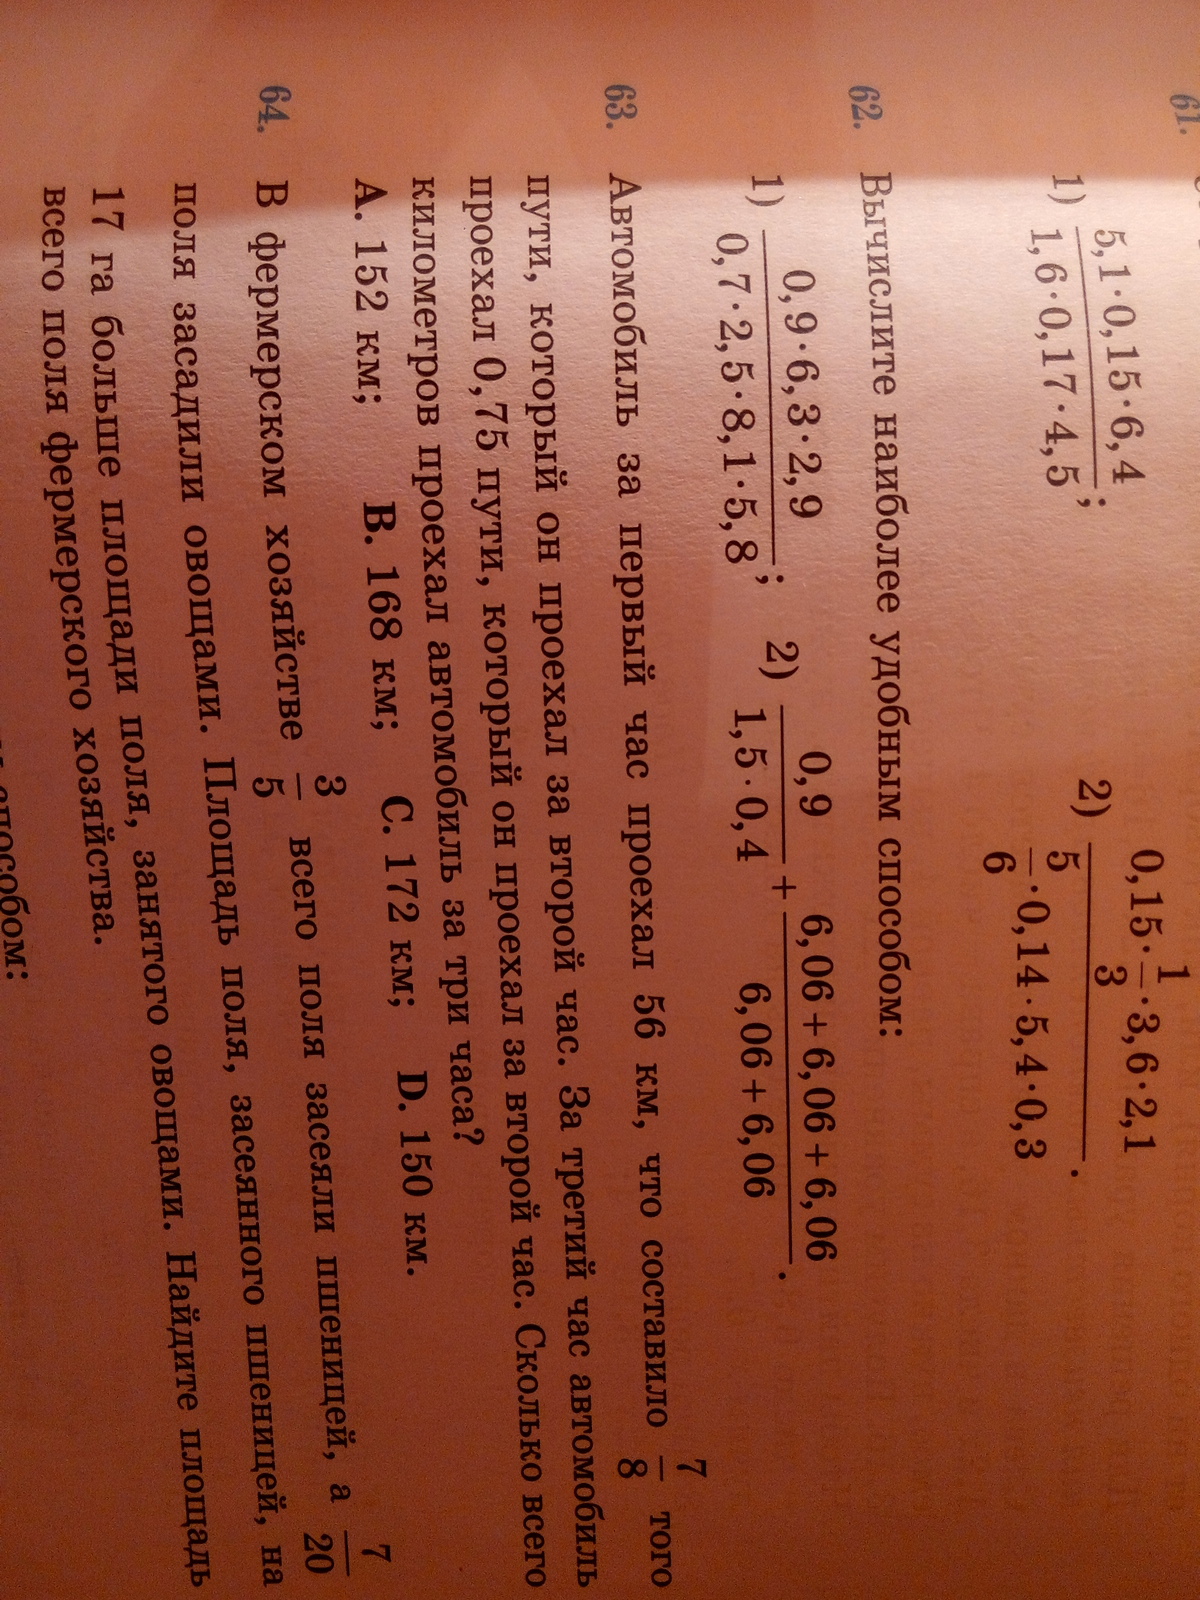 61.
1) 5,1·0,15·6,4 / 1,6·0,17·4,5 ; 2) 0,15· 1/3 ·3,6·2,1 / 5/6 ·0,14·5,4·0,3 .
62. Вычислите наиболее удобным способом:
1) 0,9·6,3·2,9 / 0,7·2,5·8,1·5,8 ; 2) 0,9 / 1,5·0,4 + 6,06+6,06+6,06 / 6,06+6,06 .
63. Автомобиль за первый час проехал 56 км, что составило 7/8 того
пути, который он проехал за второй час. За третий час автомобиль
проехал 0,75 пути, который он проехал за второй час. Сколько всего
километров проехал автомобиль за три часа?
A. 152 км; B. 168 км; C. 172 км; D. 150 км.
64. В фермерском хозяйстве 3/5 всего поля засеяли пшеницей, а 7/20
поля засадили овощами. Площадь поля, засеянного пшеницей, на
17 га больше площади поля, занятого овощами. Найдите площадь
всего поля фермерского хозяйства.
способом: